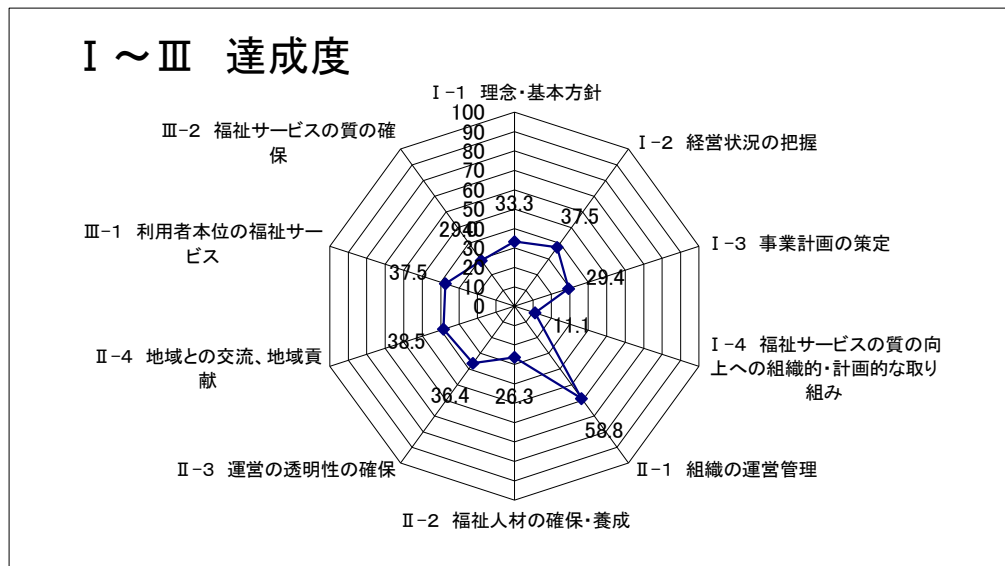 Ⅰ～Ⅲ 達成度
Ⅰ-1 理念・基本方針
Ⅰ-2 経営状況の把握
Ⅰ-3 事業計画の策定
Ⅰ-4 福祉サービスの質の向
上への組織的・計画的な取り
組み
Ⅱ-1 組織の運営管理
Ⅱ-2 福祉人材の確保・養成
Ⅱ-3 運営の透明性の確保
Ⅱ-4 地域との交流、地域貢
献
Ⅲ-1 利用者本位の福祉サー
ビス
Ⅲ-2 福祉サービスの質の確
保
100
90
80
70
60
50
40
30
20
10
0
33.3
37.5
29.4
11.1
58.8
26.3
36.4
38.5
37.5
29.0